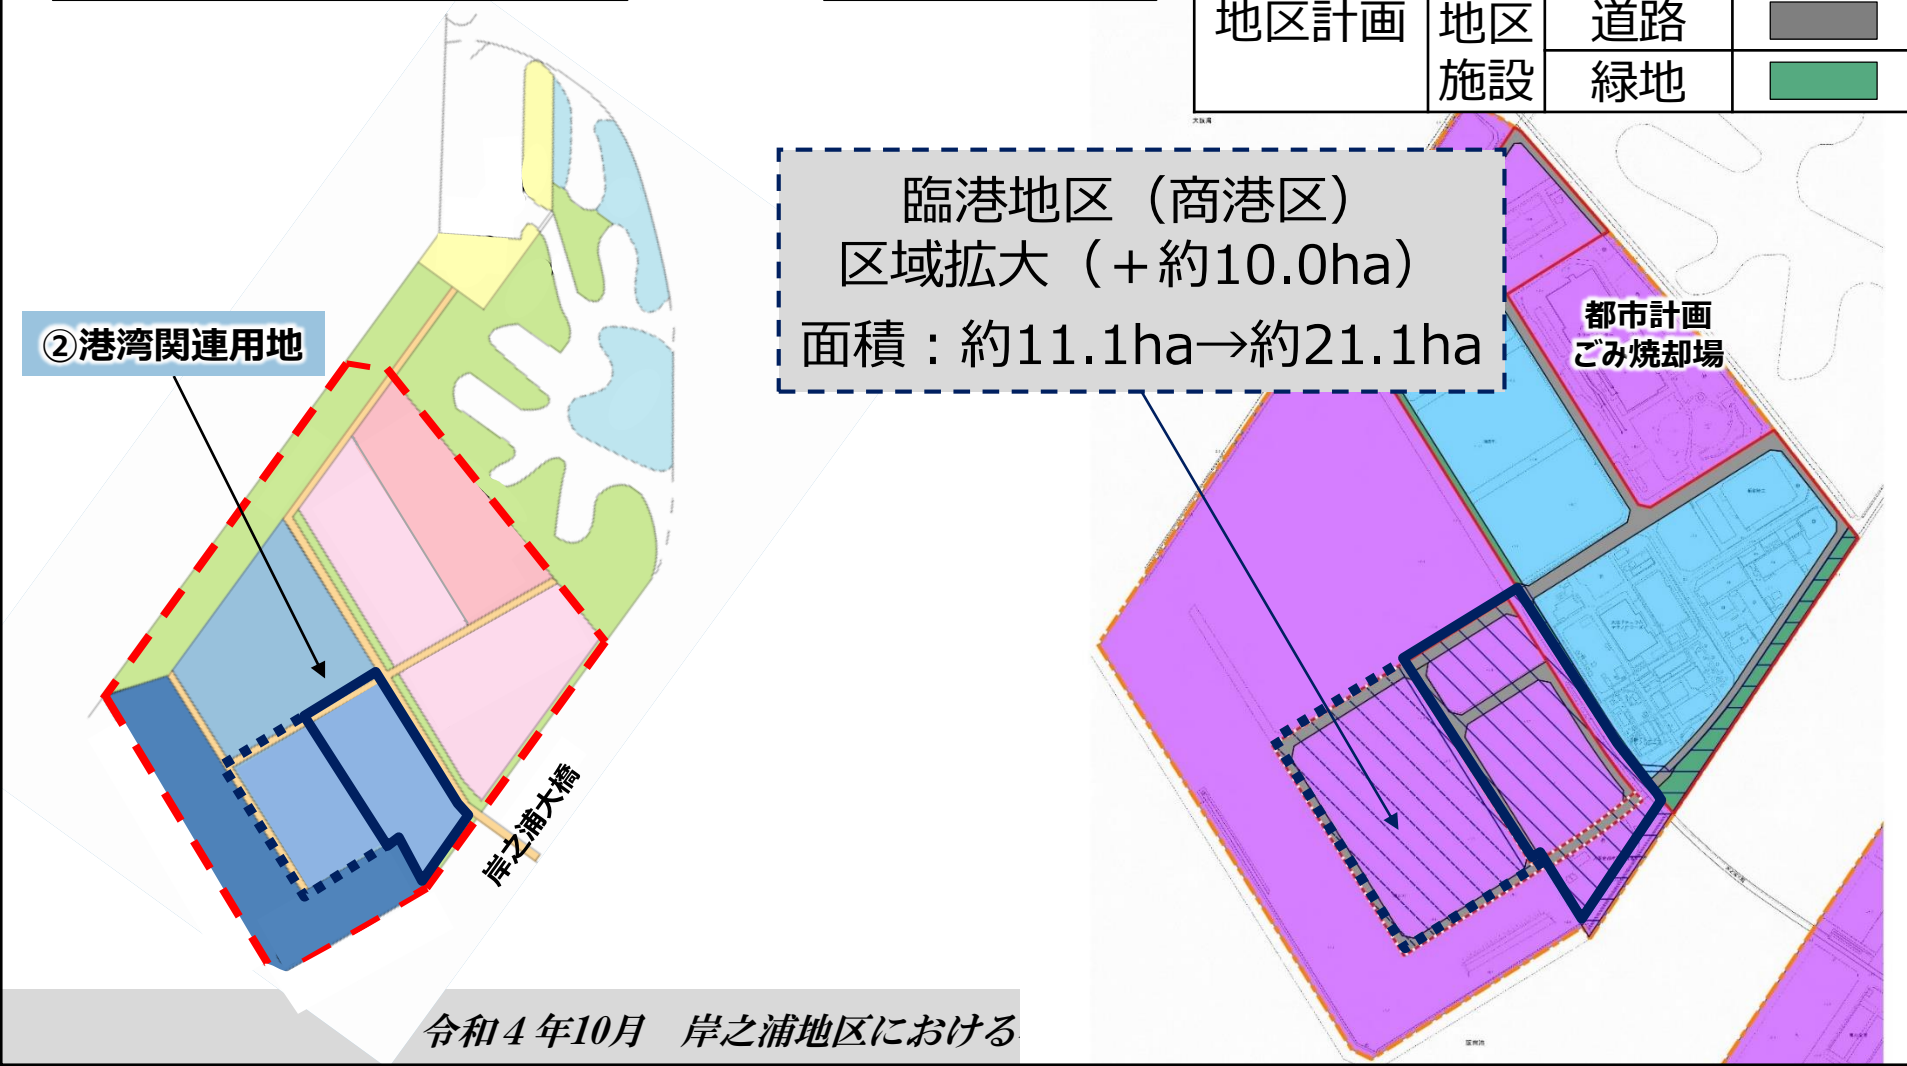 地区計画
地区
施設
道路
緑地
臨港地区（商港区）
区域拡大（＋約10.0ha）
面積：約11.1ha→約21.1ha
都市計画
ごみ焼却場
②港湾関連用地
岸之浦大橋
令和４年10月　岸之浦地区における